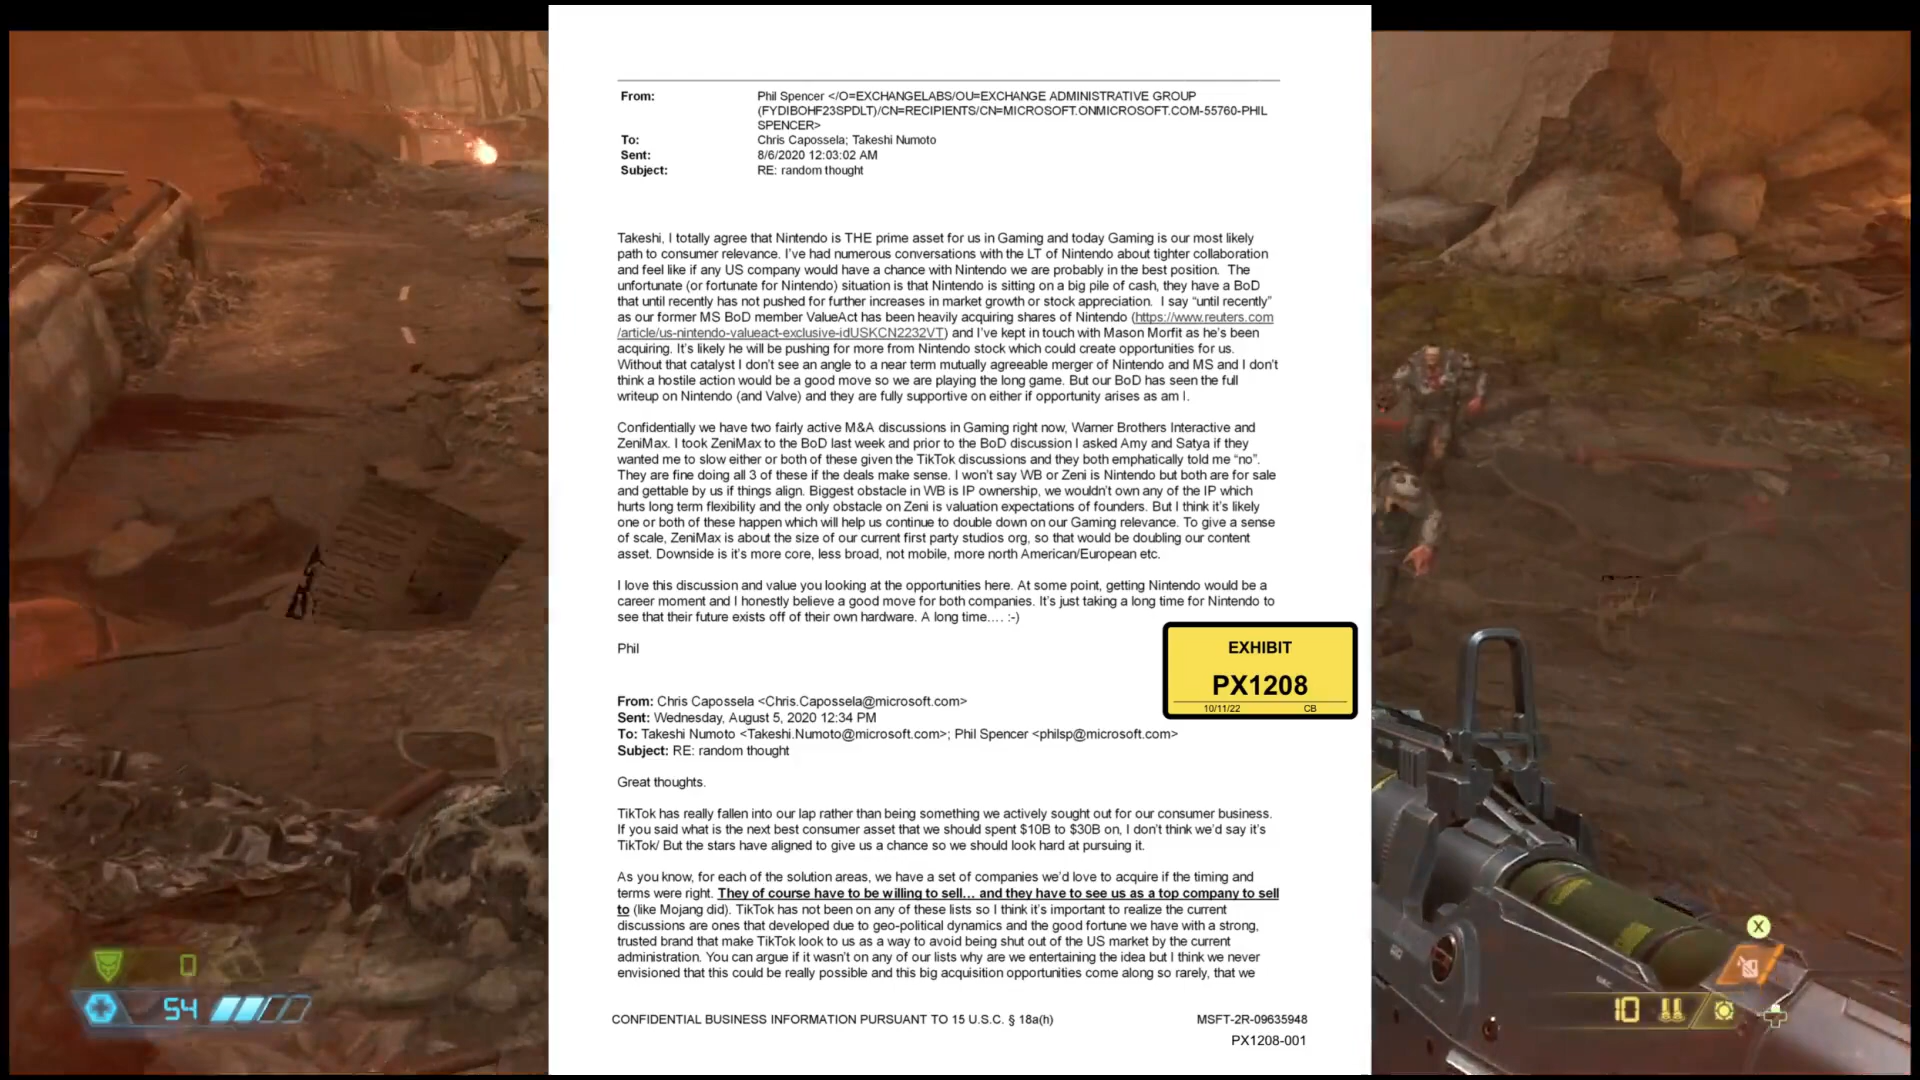 From: Phil Spencer </O=EXCHANGELABS/OU=EXCHANGE ADMINISTRATIVE GROUP
(FYDIBOHF23SPDLT)/CN=RECIPIENTS/CN=MICROSOFT.ONMICROSOFT.COM-55760-PHIL
SPENCER>
To: Chris Capossela; Takeshi Numoto
Sent: 8/6/2020 12:03:02 AM
Subject: RE: random thought
Takeshi, I totally agree that Nintendo is THE prime asset for us in Gaming and today Gaming is our most likely
path to consumer relevance. I've had numerous conversations with the LT of Nintendo about tighter collaboration
and feel like if any US company would have a chance with Nintendo we are probably in the best position. The
unfortunate (or fortunate for Nintendo) situation is that Nintendo is sitting on a big pile of cash, they have a BoD
that until recently has not pushed for further increases in market growth or stock appreciation. I say "until recently"
as our former MS BoD member ValueAct has been heavily acquiring shares of Nintendo (https://www.reuters.com
/article/us-nintendo-valueact-exclusive-idUSKCN2232VT) and I've kept in touch with Mason Morfit as he's been
acquiring. It's likely he will be pushing for more from Nintendo stock which could create opportunities for us.
Without that catalyst I don't see an angle to a near term mutually agreeable merger of Nintendo and MS and I don't
think a hostile action would be a good move so we are playing the long game. But our BoD has seen the full
writeup on Nintendo (and Valve) and they are fully supportive on either if opportunity arises as am I.
Confidentially we have two fairly active M&A discussions in Gaming right now, Warner Brothers Interactive and
ZeniMax. I took ZeniMax to the BoD last week and prior to the BoD discussion I asked Amy and Satya if they
wanted me to slow either or both of these given the TikTok discussions and they both emphatically told me "no".
They are fine doing all 3 of these if the deals make sense. I won't say WB or Zeni is Nintendo but both are for sale
and gettable by us if things align. Biggest obstacle in WB is IP ownership, we wouldn't own any of the IP which
hurts long term flexibility and the only obstacle on Zeni is valuation expectations of founders. But I think it's likely
one or both of these happen which will help us continue to double down on our Gaming relevance. To give a sense
of scale, ZeniMax is about the size of our current first party studios org, so that would be doubling our content
asset. Downside is it's more core, less broad, not mobile, more north American/European etc.
I love this discussion and value you looking at the opportunities here. At some point, getting Nintendo would be a
career moment and I honestly believe a good move for both companies. It's just taking a long time for Nintendo to
see that their future exists off of their own hardware. A long time.... :-)
Phil
EXHIBIT
PX1208
10/11/22 CB
From: Chris Capossela <Chris.Capossela@microsoft.com>
Sent: Wednesday, August 5, 2020 12:34 PM
To: Takeshi Numoto <Takeshi.Numoto@microsoft.com>; Phil Spencer <philsp@microsoft.com>
Subject: RE: random thought
Great thoughts.
TikTok has really fallen into our lap rather than being something we actively sought out for our consumer business.
If you said what is the next best consumer asset that we should spent $10B to $30B on, I don't think we'd say it's
TikTok/ But the stars have aligned to give us a chance so we should look hard at pursuing it.
As you know, for each of the solution areas, we have a set of companies we'd love to acquire if the timing and
terms were right. They of course have to be willing to sell... and they have to see us as a top company to sell
to (like Mojang did). TikTok has not been on any of these lists so I think it's important to realize the current
discussions are ones that developed due to geo-political dynamics and the good fortune we have with a strong,
trusted brand that make TikTok look to us as a way to avoid being shut out of the US market by the current
administration. You can argue if it wasn't on any of our lists why are we entertaining the idea but I think we never
envisioned that this could be really possible and this big acquisition opportunities come along so rarely, that we
CONFIDENTIAL BUSINESS INFORMATION PURSUANT TO 15 U.S.C. § 18a(h) MSFT-2R-09635948
PX1208-001
0
54
X
10